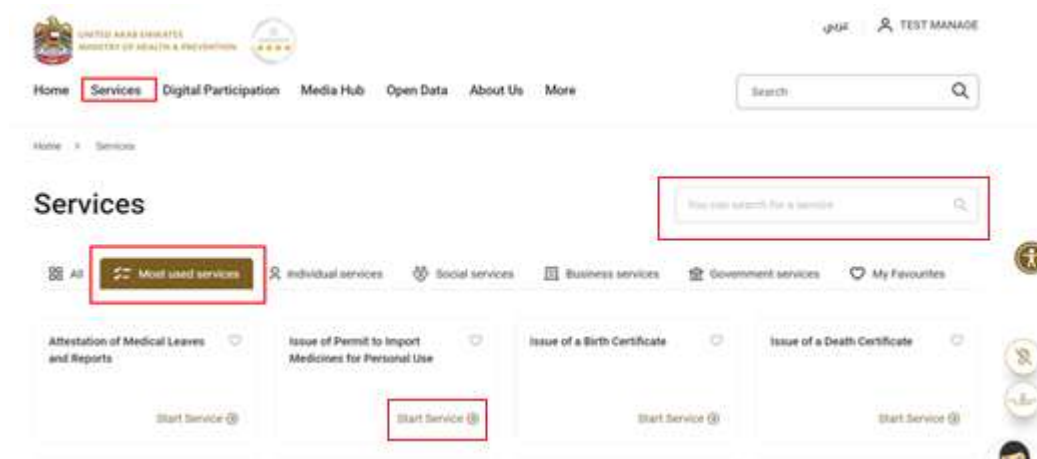 UNITED ARAB EMIRATES
MINISTRY OF HEALTH & PREVENTION
عربي
TEST MANAGE
Home Services Digital Participation Media Hub Open Data About Us More
Search
Home > Services
Services
You can search for a service
All Most used services Individual services Social services Business services Government services My Favourites
Attestation of Medical Leaves and Reports
Start Service
Issue of Permit to Import Medicines for Personal Use
Start Service
Issue of a Birth Certificate
Start Service
Issue of a Death Certificate
Start Service